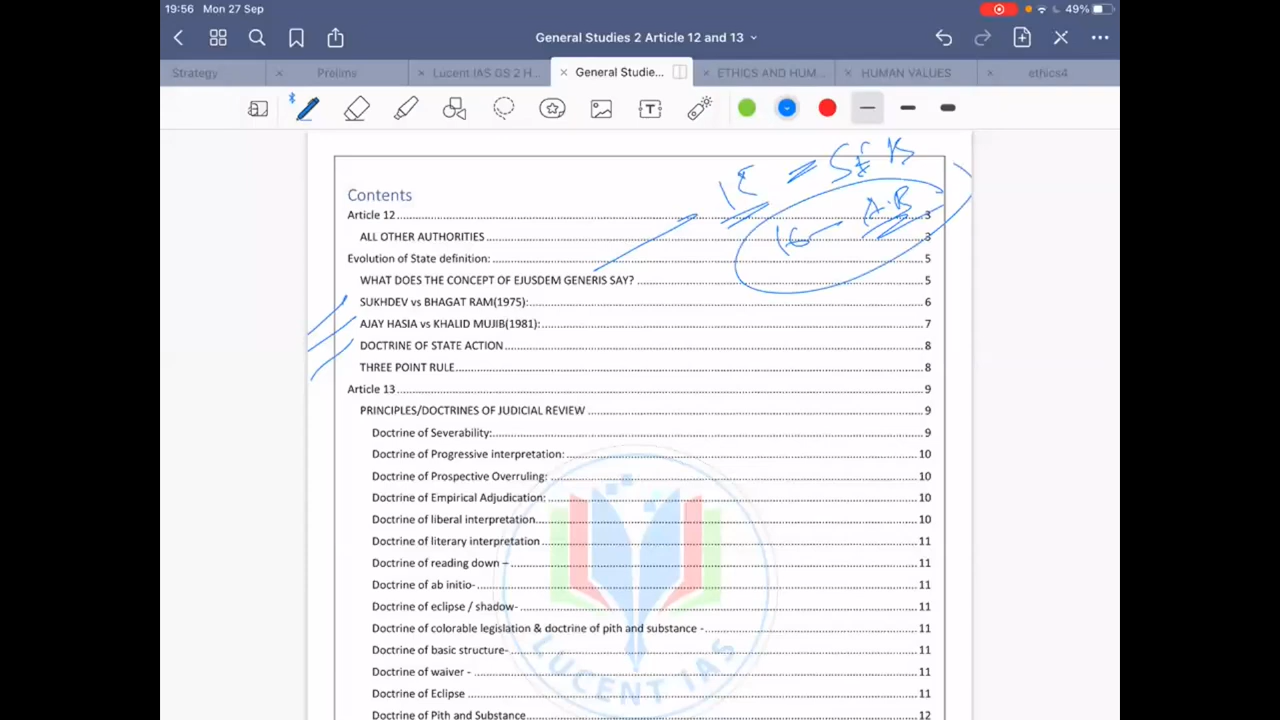 19:56 Mon 27 Sep 49%
General Studies 2 Article 12 and 13
Strategy Prelims Lucent IAS GS 2 H... General Studie... ETHICS AND HUM... HUMAN VALUES ethics4
Contents
Article 12 3
ALL OTHER AUTHORITIES 3
Evolution of State definition: 5
WHAT DOES THE CONCEPT OF EJUSDEM GENERIS SAY? 5
SUKHDEV vs BHAGAT RAM(1975): 6
AJAY HASIA vs KHALID MUJIB(1981): 7
DOCTRINE OF STATE ACTION 8
THREE POINT RULE 8
Article 13 9
PRINCIPLES/DOCTRINES OF JUDICIAL REVIEW 9
Doctrine of Severability: 9
Doctrine of Progressive interpretation: 10
Doctrine of Prospective Overruling: 10
Doctrine of Empirical Adjudication: 10
Doctrine of liberal interpretation 10
Doctrine of literary interpretation 11
Doctrine of reading down – 11
Doctrine of ab initio- 11
Doctrine of eclipse / shadow- 11
Doctrine of colorable legislation & doctrine of pith and substance - 11
Doctrine of basic structure- 11
Doctrine of waiver - 11
Doctrine of Eclipse 11
Doctrine of Pith and Substance 12
LUCENT IAS